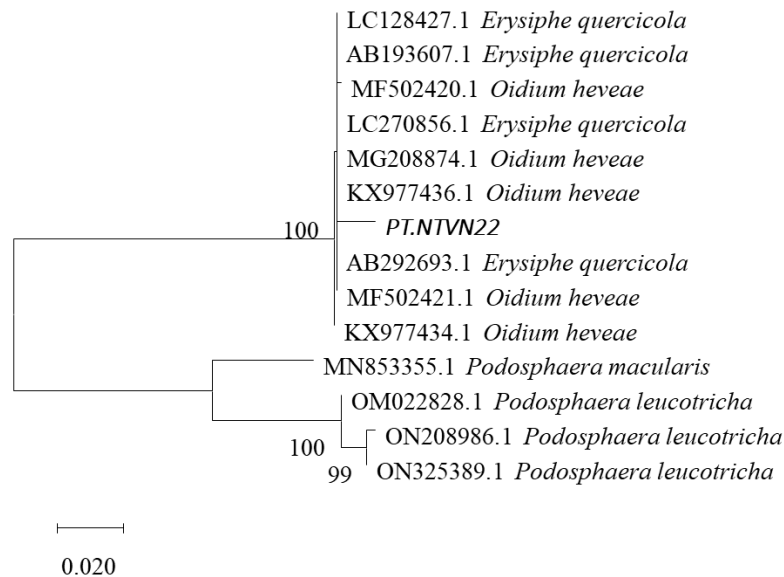 LC128427.1 Erysiphe quercicola
AB193607.1 Erysiphe quercicola
MF502420.1 Oidium heveae
LC270856.1 Erysiphe quercicola
MG208874.1 Oidium heveae
KX977436.1 Oidium heveae
100 PT.NTVN22
AB292693.1 Erysiphe quercicola
MF502421.1 Oidium heveae
KX977434.1 Oidium heveae
MN853355.1 Podosphaera macularis
OM022828.1 Podosphaera leucotricha
ON208986.1 Podosphaera leucotricha
100
99 ON325389.1 Podosphaera leucotricha
0.020